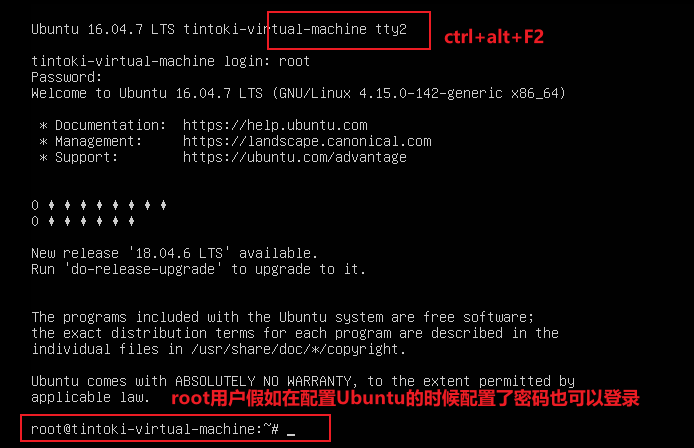 Ubuntu 16.04.7 LTS tintoki-virtual-machine tty2
ctrl+alt+F2
tintoki-virtual-machine login: root
Password:
Welcome to Ubuntu 16.04.7 LTS (GNU/Linux 4.15.0-142-generic x86_64)
* Documentation:  https://help.ubuntu.com
* Management:     https://landscape.canonical.com
* Support:        https://ubuntu.com/advantage
0 ♦ ♦ ♦ ♦ ♦ ♦ ♦ ♦
0 ♦ ♦ ♦ ♦ ♦ ♦
New release '18.04.6 LTS' available.
Run 'do-release-upgrade' to upgrade to it.
The programs included with the Ubuntu system are free software;
the exact distribution terms for each program are described in the
individual files in /usr/share/doc/*/copyright.
Ubuntu comes with ABSOLUTELY NO WARRANTY, to the extent permitted by
applicable law.
root用户假如在配置Ubuntu的时候配置了密码也可以登录
root@tintoki-virtual-machine:~# _